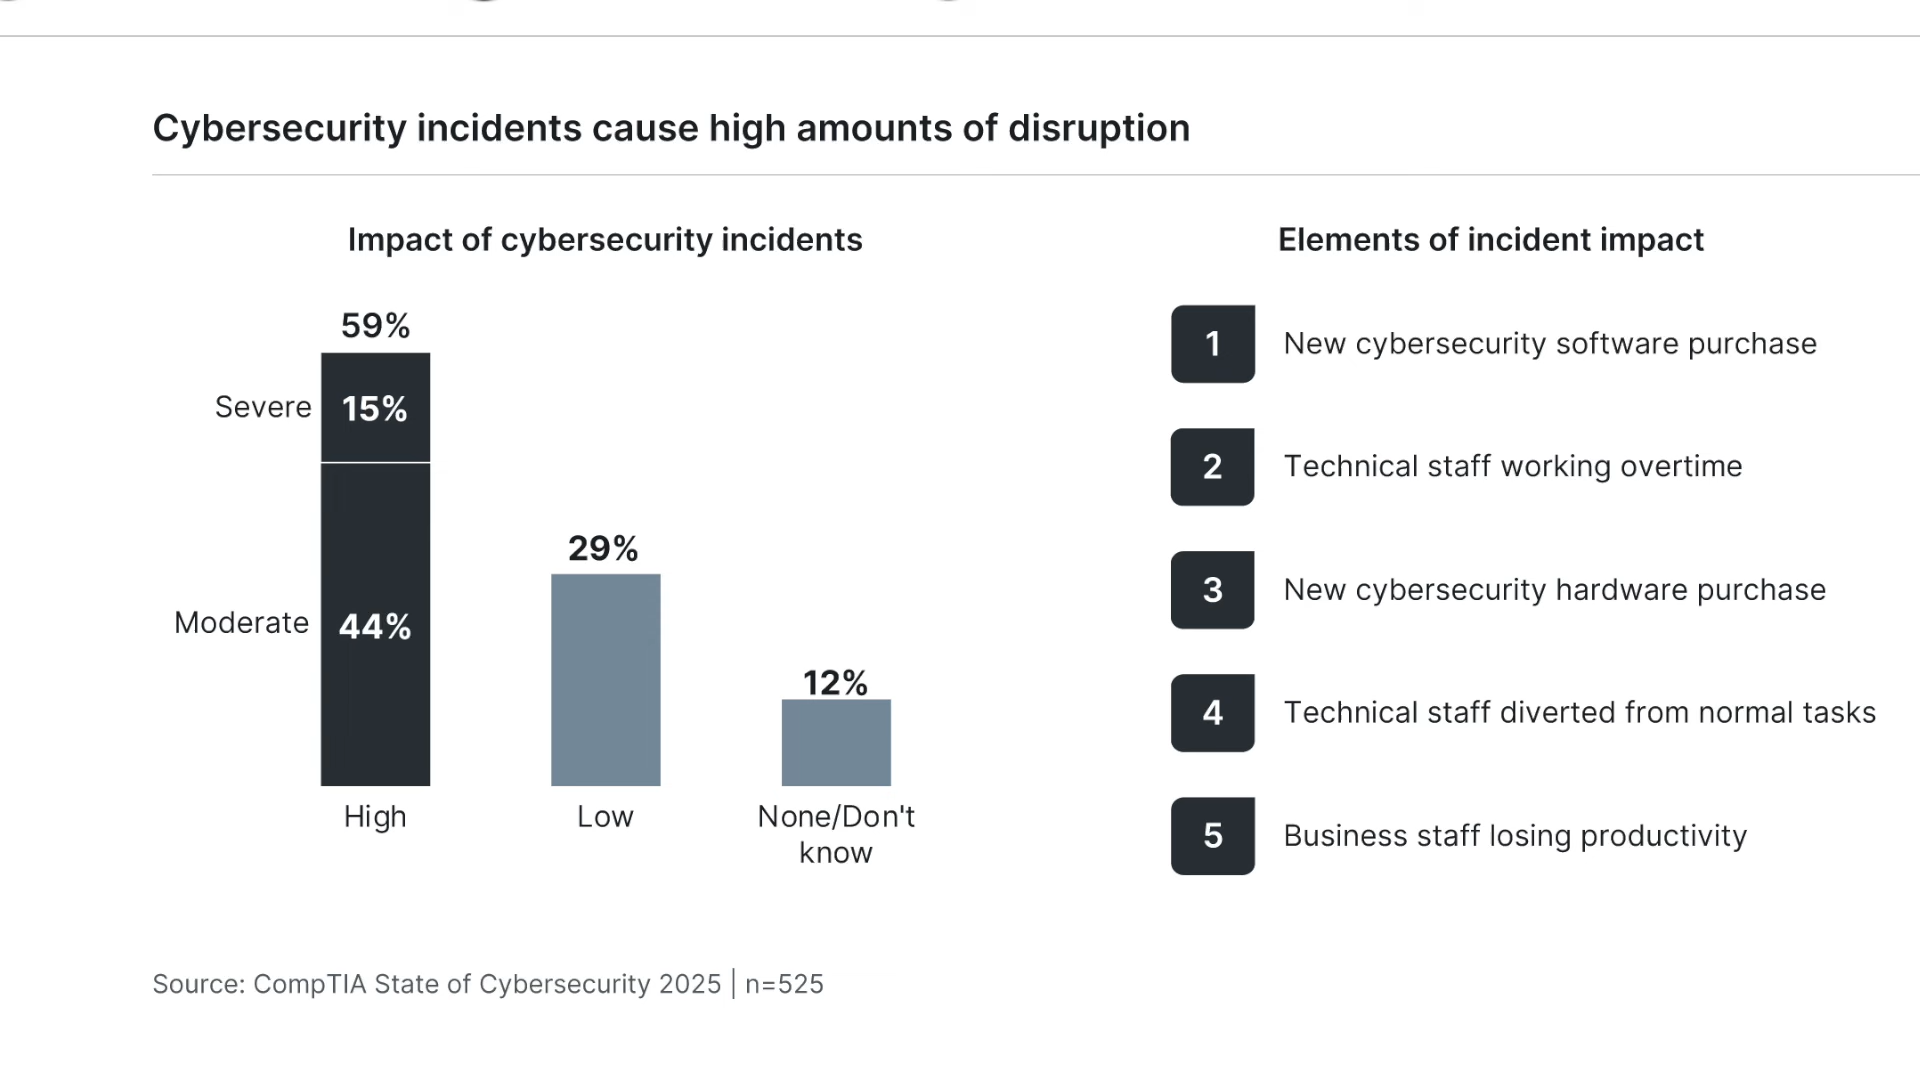 Cybersecurity incidents cause high amounts of disruption
Impact of cybersecurity incidents
59%
Severe
15%
Moderate
44%
29%
12%
High
Low
None/Don't
know
Elements of incident impact
1
New cybersecurity software purchase
2
Technical staff working overtime
3
New cybersecurity hardware purchase
4
Technical staff diverted from normal tasks
5
Business staff losing productivity
Source: CompTIA State of Cybersecurity 2025 | n=525